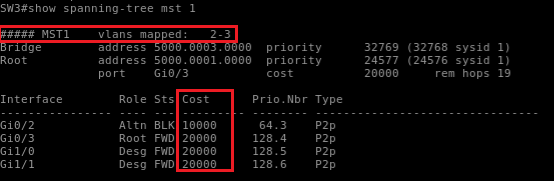 SW3#show spanning-tree mst 1
##### MST1    vlans mapped:   2-3
Bridge        address 5000.0003.0000  priority      32769 (32768 sysid 1)
Root          address 5000.0001.0000  priority      24577 (24576 sysid 1)
              port    Gi0/3           cost          20000     rem hops 19
Interface        Role Sts Cost      Prio.Nbr Type
---------------- ---- --- --------- -------- --------------------------------
Gi0/2            Altn BLK 10000      64.3    P2p
Gi0/3            Root FWD 20000     128.4    P2p
Gi1/0            Desg FWD 20000     128.5    P2p
Gi1/1            Desg FWD 20000     128.6    P2p